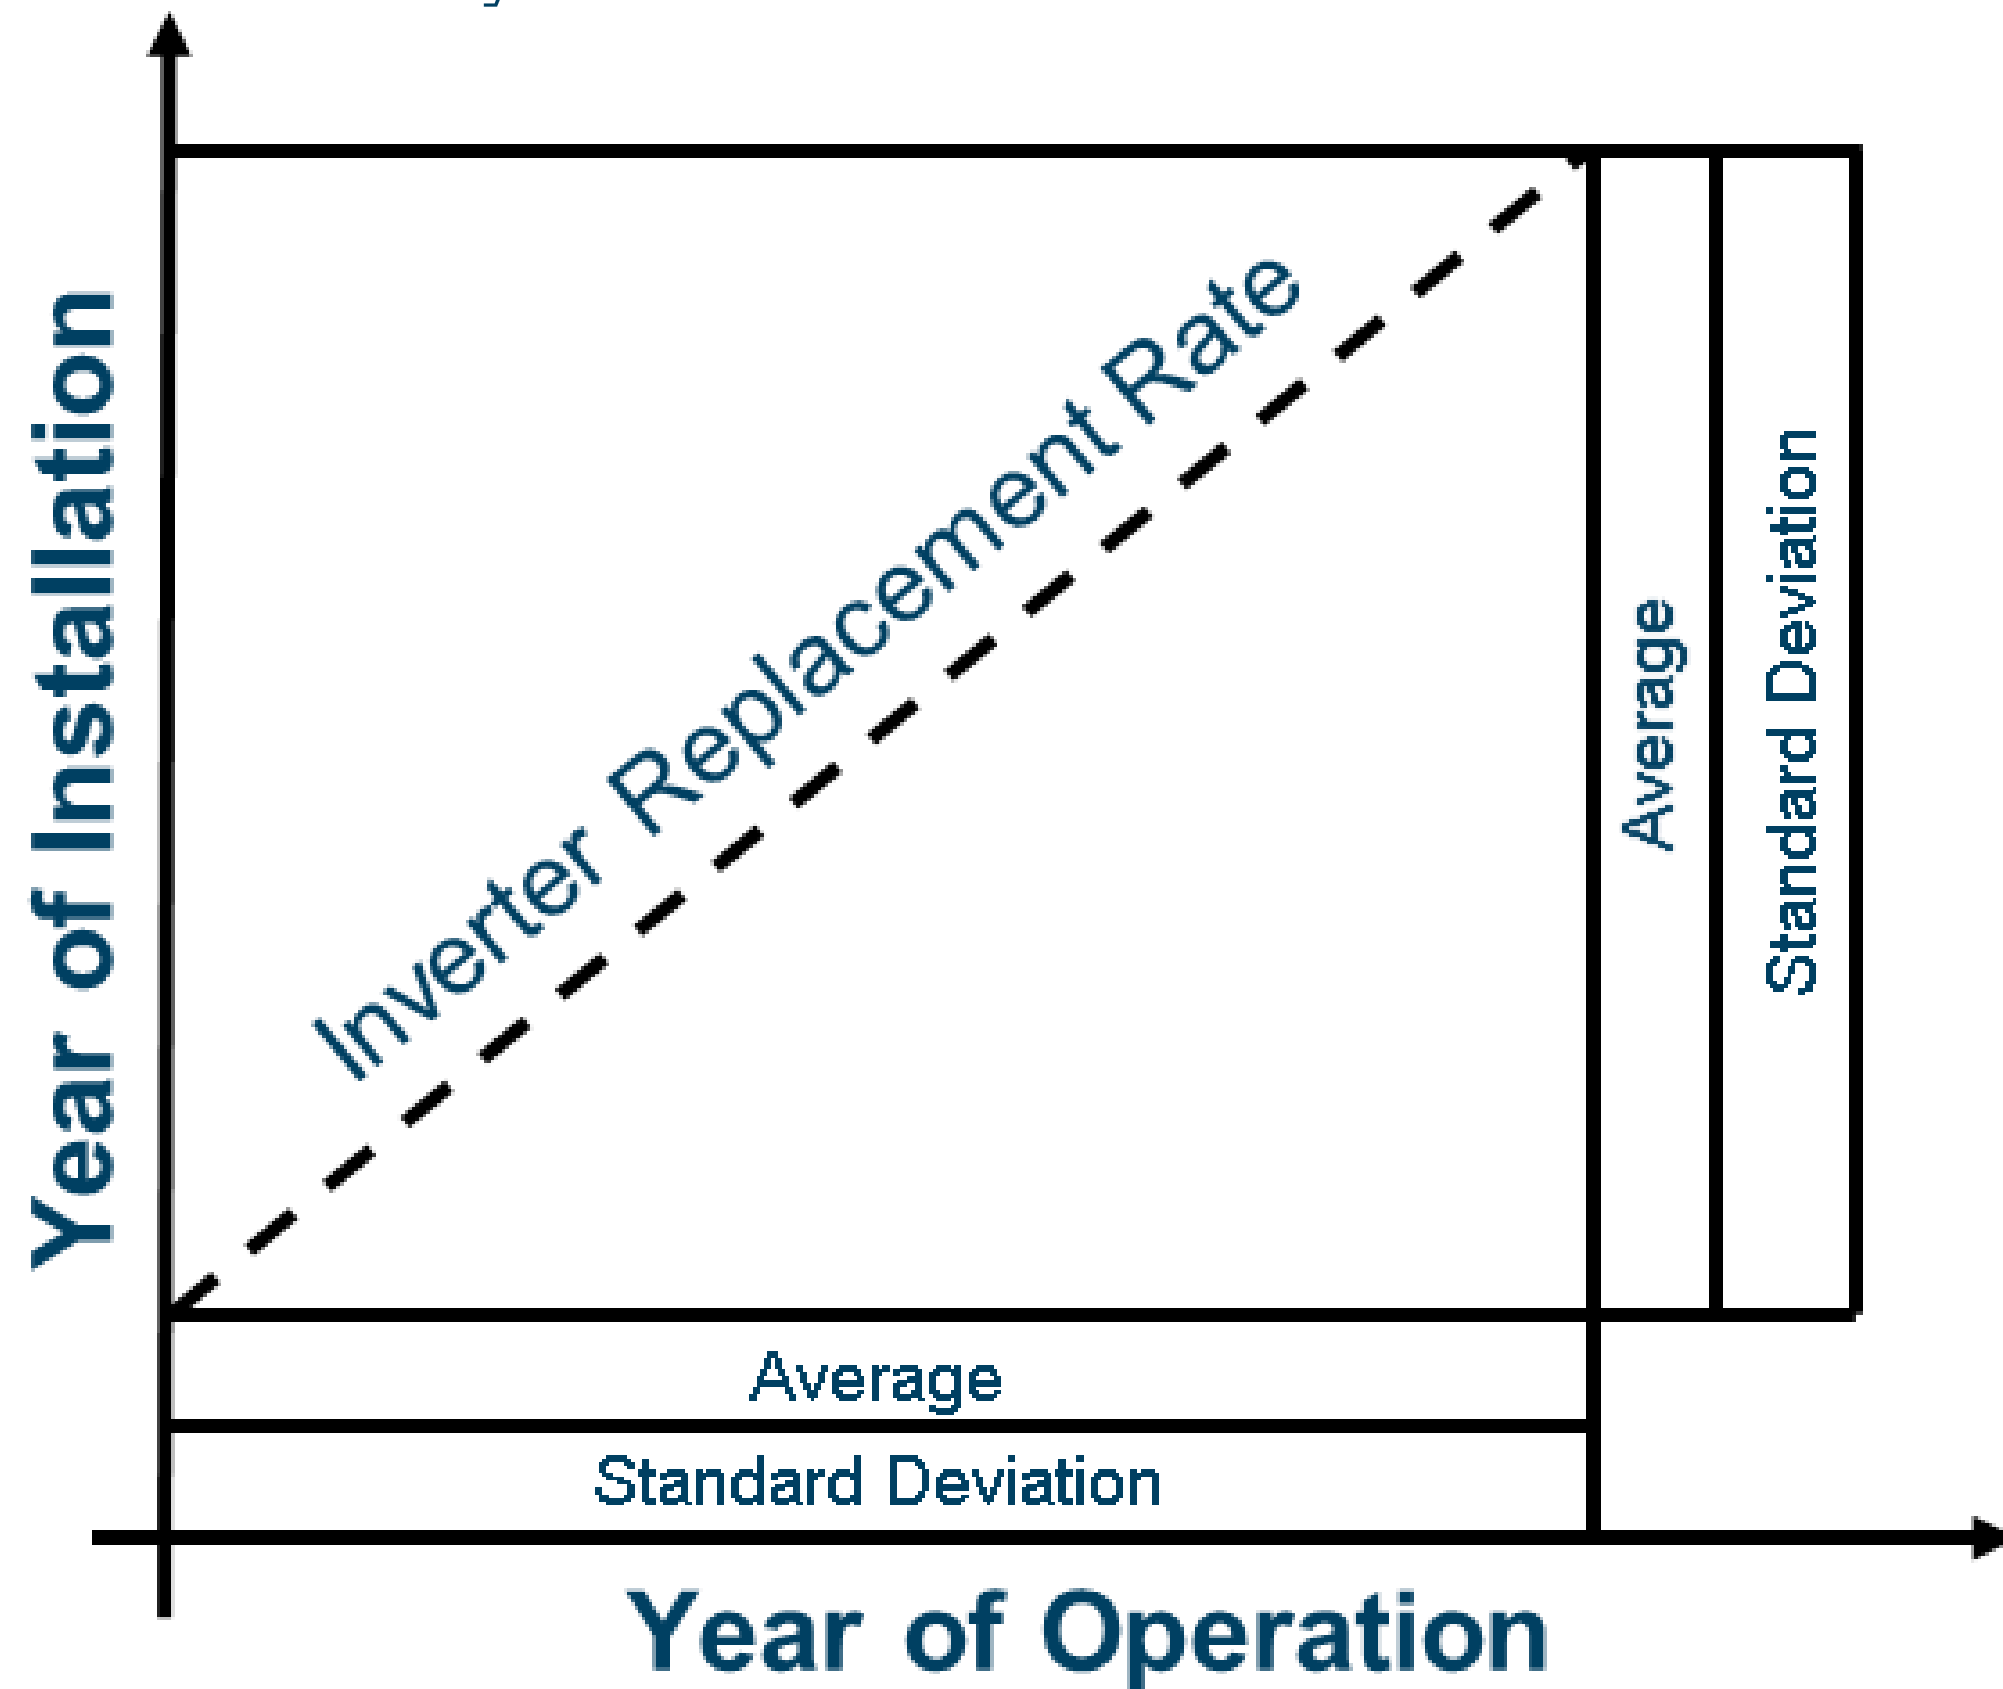 Year of Installation
Inverter Replacement Rate
Average
Standard Deviation
Average
Standard Deviation
Year of Operation